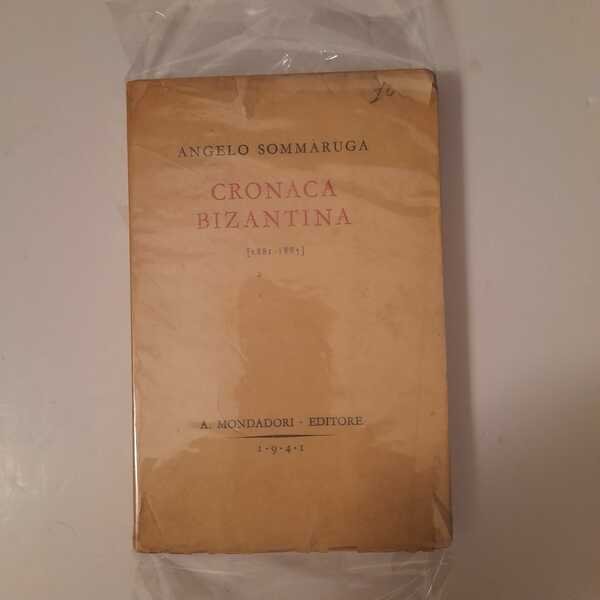 ANGELO SOMMARUGA
CRONACA
BIZANTINA
[1881-1885]
A. MONDADORI · EDITORE
1·9·4·1